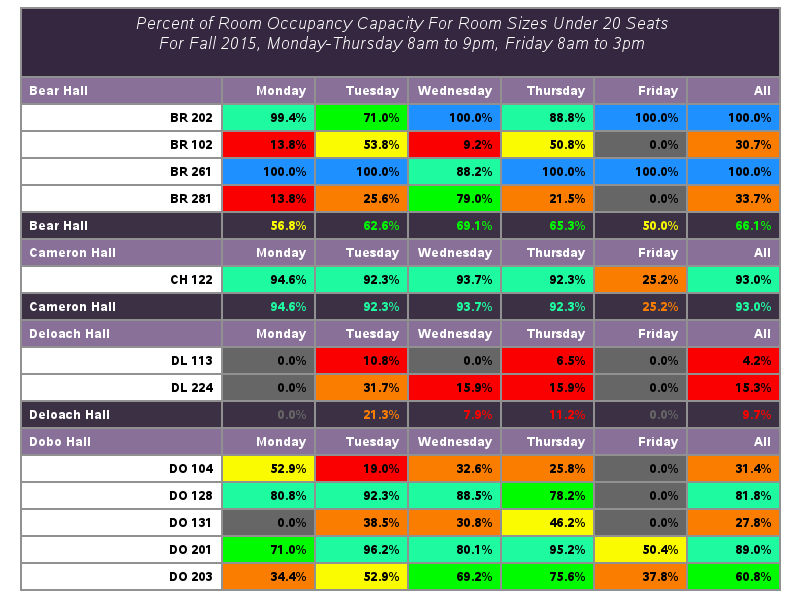 Percent of Room Occupancy Capacity For Room Sizes Under 20 Seats
For Fall 2015, Monday-Thursday 8am to 9pm, Friday 8am to 3pm
Bear Hall Monday Tuesday Wednesday Thursday Friday All
BR 202 99.4% 71.0% 100.0% 88.8% 100.0% 100.0%
BR 102 13.8% 53.8% 9.2% 50.8% 0.0% 30.7%
BR 261 100.0% 100.0% 88.2% 100.0% 100.0% 100.0%
BR 281 13.8% 25.6% 79.0% 21.5% 0.0% 33.7%
Bear Hall 56.8% 62.6% 69.1% 65.3% 50.0% 66.1%
Cameron Hall Monday Tuesday Wednesday Thursday Friday All
CH 122 94.6% 92.3% 93.7% 92.3% 25.2% 93.0%
Cameron Hall 94.6% 92.3% 93.7% 92.3% 25.2% 93.0%
Deloach Hall Monday Tuesday Wednesday Thursday Friday All
DL 113 0.0% 10.8% 0.0% 6.5% 0.0% 4.2%
DL 224 0.0% 31.7% 15.9% 15.9% 0.0% 15.3%
Deloach Hall 0.0% 21.3% 7.9% 11.2% 0.0% 9.7%
Dobo Hall Monday Tuesday Wednesday Thursday Friday All
DO 104 52.9% 19.0% 32.6% 25.8% 0.0% 31.4%
DO 128 80.8% 92.3% 88.5% 78.2% 0.0% 81.8%
DO 131 0.0% 38.5% 30.8% 46.2% 0.0% 27.8%
DO 201 71.0% 96.2% 80.1% 95.2% 50.4% 89.0%
DO 203 34.4% 52.9% 69.2% 75.6% 37.8% 60.8%